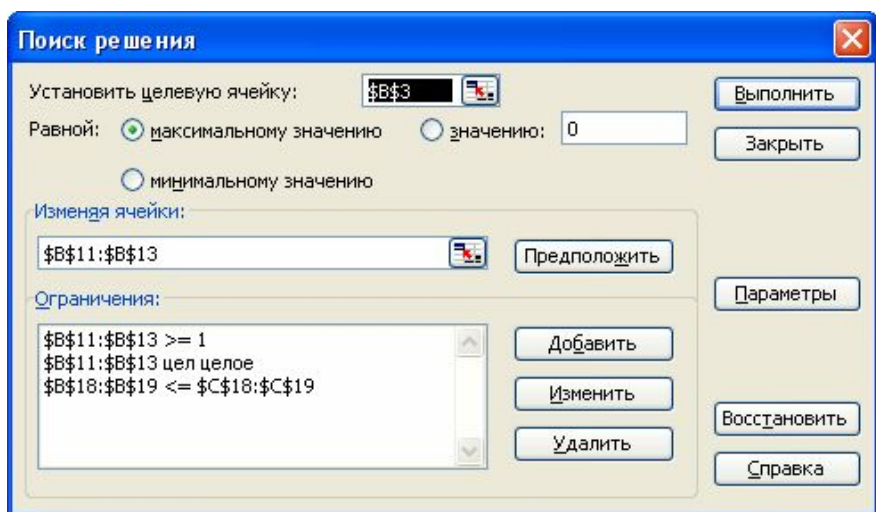 Поиск решения
Установить целевую ячейку: $B$3
Выполнить
Равной: максимальному значению значению: 0
Закрыть
минимальному значению
Изменяя ячейки:
$B$11:$B$13
Предположить
Параметры
Ограничения:
$B$11:$B$13 >= 1
$B$11:$B$13 цел целое
$B$18:$B$19 <= $C$18:$C$19
Добавить
Изменить
Удалить
Восстановить
Справка